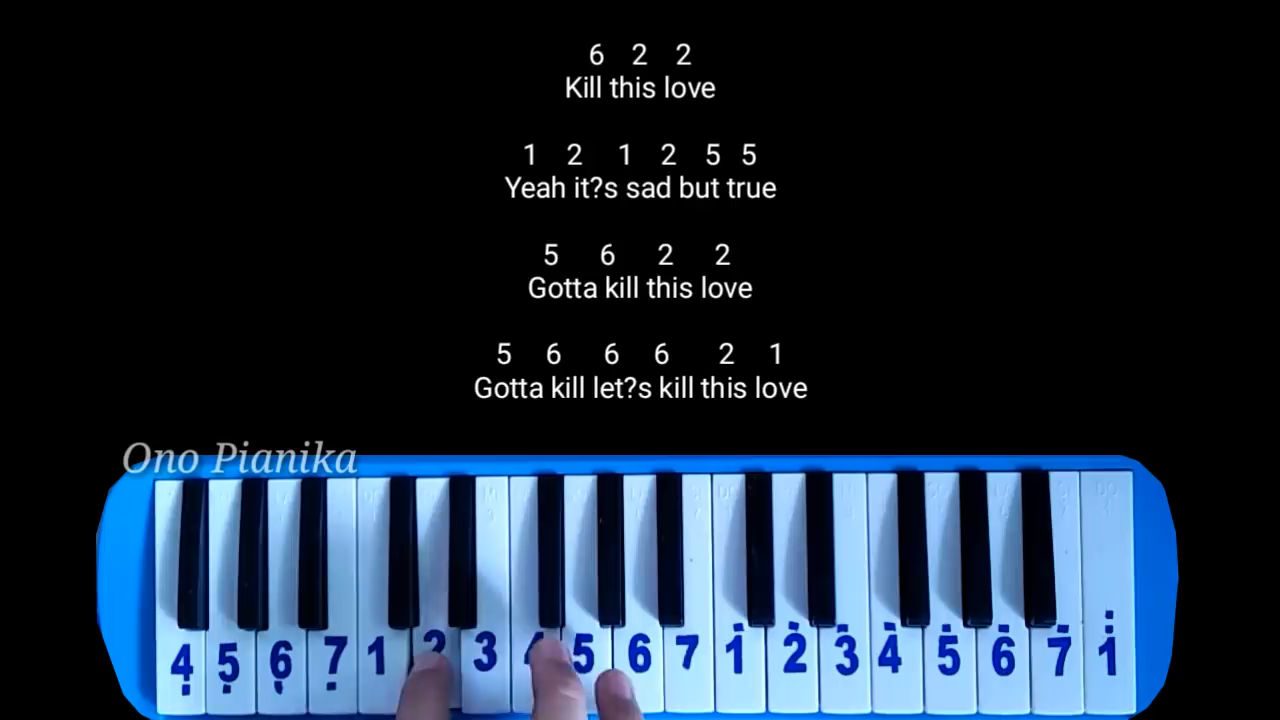 6 2 2
Kill this love
1 2 1 2 5 5
Yeah it?s sad but true
5 6 2 2
Gotta kill this love
5 6 6 6 2 1
Gotta kill let?s kill this love
Ono Pianika
4̣ 5̣ 6̣ 7̣ 1 2 3 4 5 6 7 1̇ 2̇ 3̇ 4̇ 5̇ 6̇ 7̇ 1̈